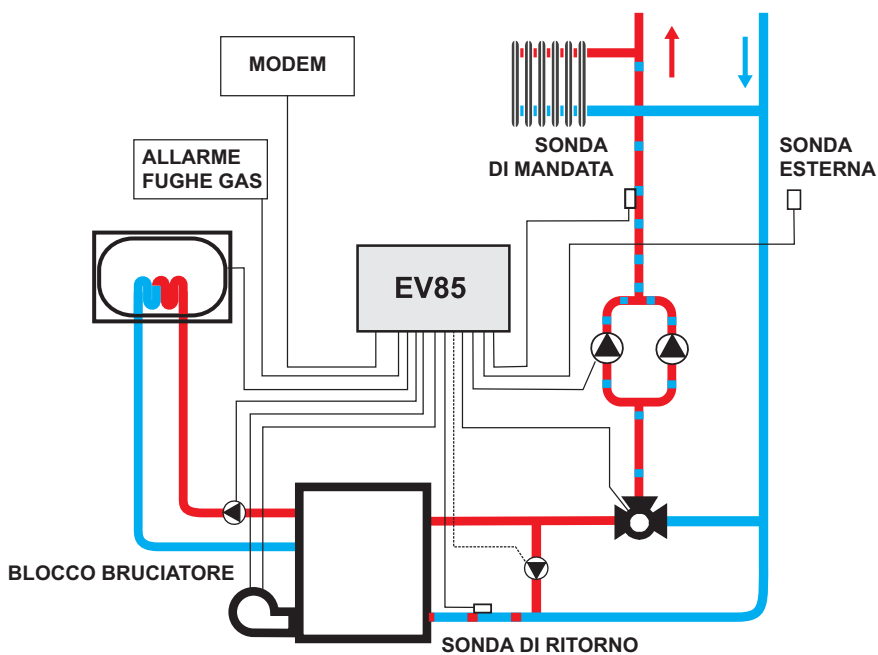 MODEM
ALLARME
FUGHE GAS
SONDA
DI MANDATA
SONDA
ESTERNA
EV85
BLOCCO BRUCIATORE
SONDA DI RITORNO